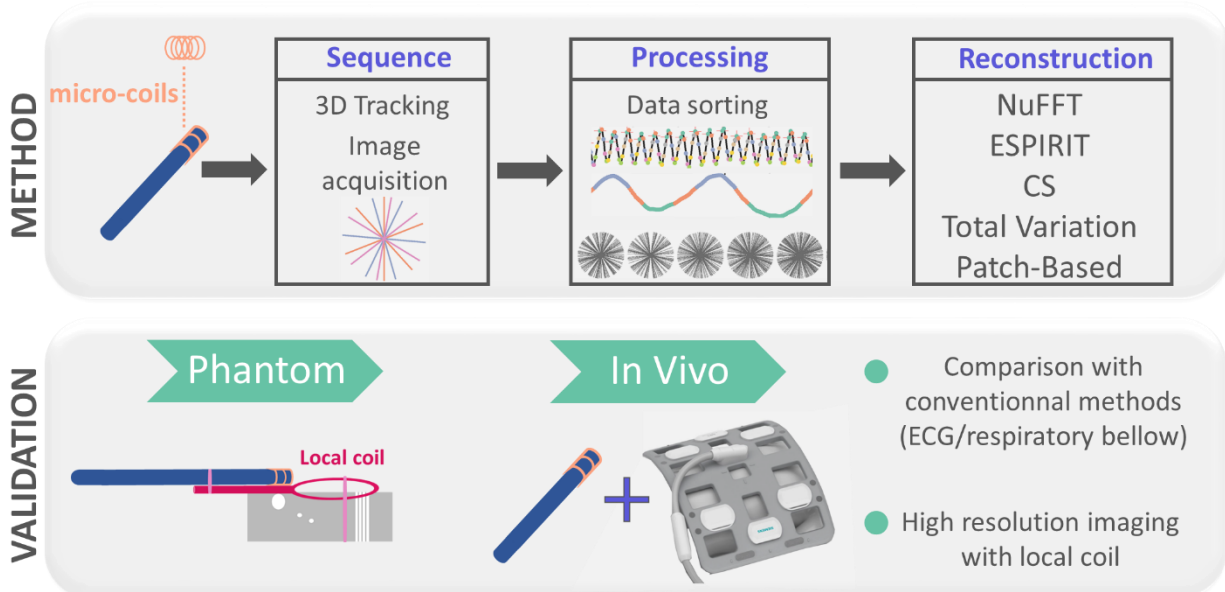 METHOD
micro-coils
Sequence
3D Tracking
Image
acquisition
Processing
Data sorting
Reconstruction
NuFFT
ESPIRIT
CS
Total Variation
Patch-Based
VALIDATION
Phantom
Local coil
In Vivo
Comparison with
conventionnal methods
(ECG/respiratory bellow)
High resolution imaging
with local coil